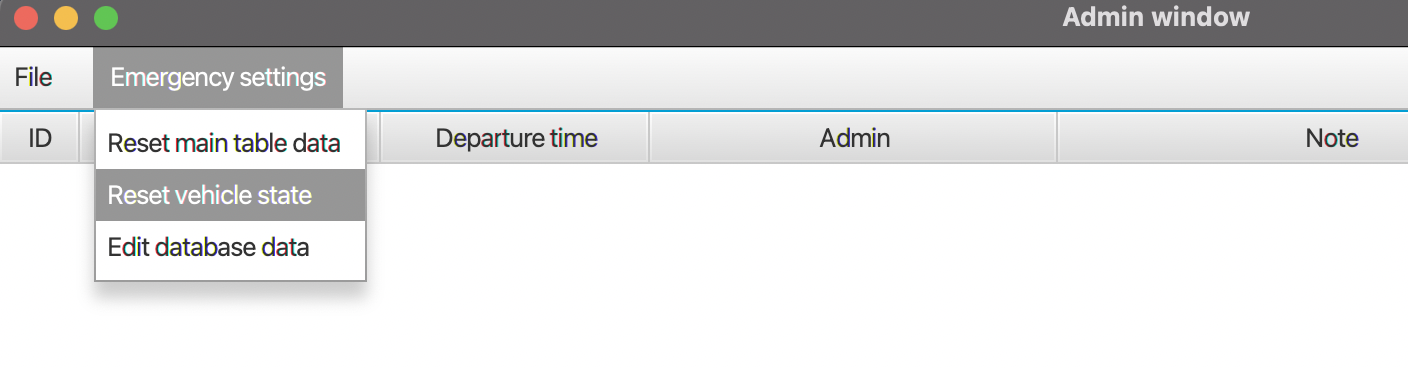 Admin window
File Emergency settings
ID Departure time Admin Note
Reset main table data
Reset vehicle state
Edit database data